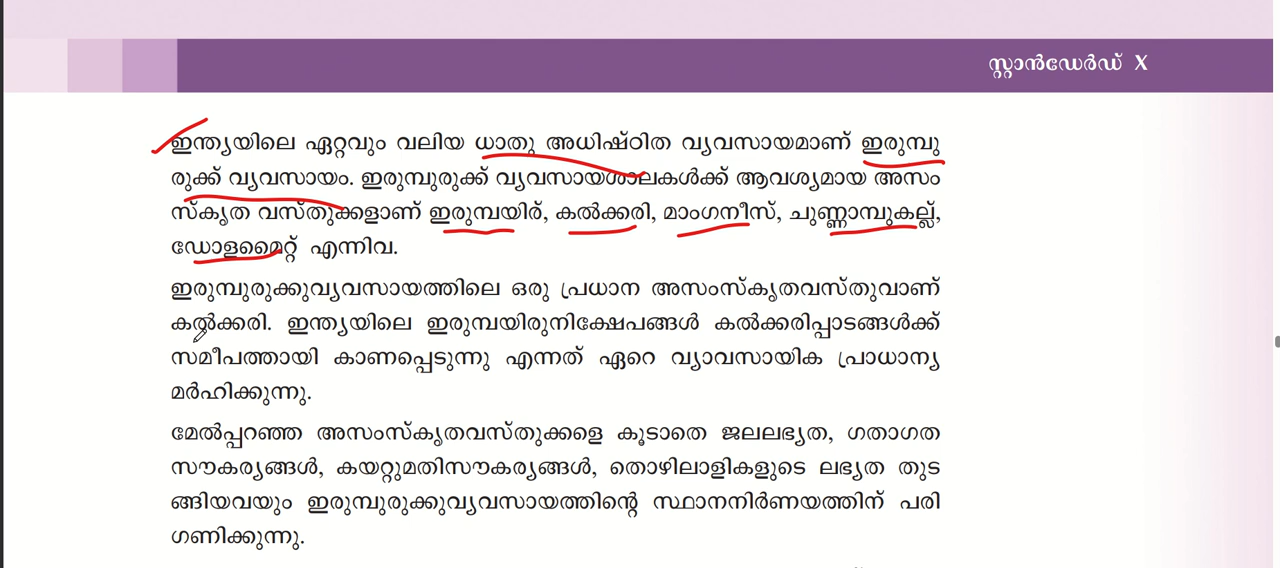 സ്റ്റാൻഡേർഡ് X
ഇന്ത്യയിലെ ഏറ്റവും വലിയ ധാതു അധിഷ്ഠിത വ്യവസായമാണ് ഇരുമ്പു
രുക്ക് വ്യവസായം. ഇരുമ്പുരുക്ക് വ്യവസായശാലകൾക്ക് ആവശ്യമായ അസം
സ്കൃത വസ്തുക്കളാണ് ഇരുമ്പയിര്, കൽക്കരി, മാംഗനീസ്, ചുണ്ണാമ്പുകല്ല്,
ഡോളമൈറ്റ് എന്നിവ.
ഇരുമ്പുരുക്കുവ്യവസായത്തിലെ ഒരു പ്രധാന അസംസ്കൃതവസ്തുവാണ്
കൽക്കരി. ഇന്ത്യയിലെ ഇരുമ്പയിരുനിക്ഷേപങ്ങൾ കൽക്കരിപ്പാടങ്ങൾക്ക്
സമീപത്തായി കാണപ്പെടുന്നു എന്നത് ഏറെ വ്യാവസായിക പ്രാധാന്യ
മർഹിക്കുന്നു.
മേൽപ്പറഞ്ഞ അസംസ്കൃതവസ്തുക്കളെ കൂടാതെ ജലലഭ്യത, ഗതാഗത
സൗകര്യങ്ങൾ, കയറ്റുമതിസൗകര്യങ്ങൾ, തൊഴിലാളികളുടെ ലഭ്യത തുട
ങ്ങിയവയും ഇരുമ്പുരുക്കുവ്യവസായത്തിന്റെ സ്ഥാനനിർണയത്തിന് പരി
ഗണിക്കുന്നു.